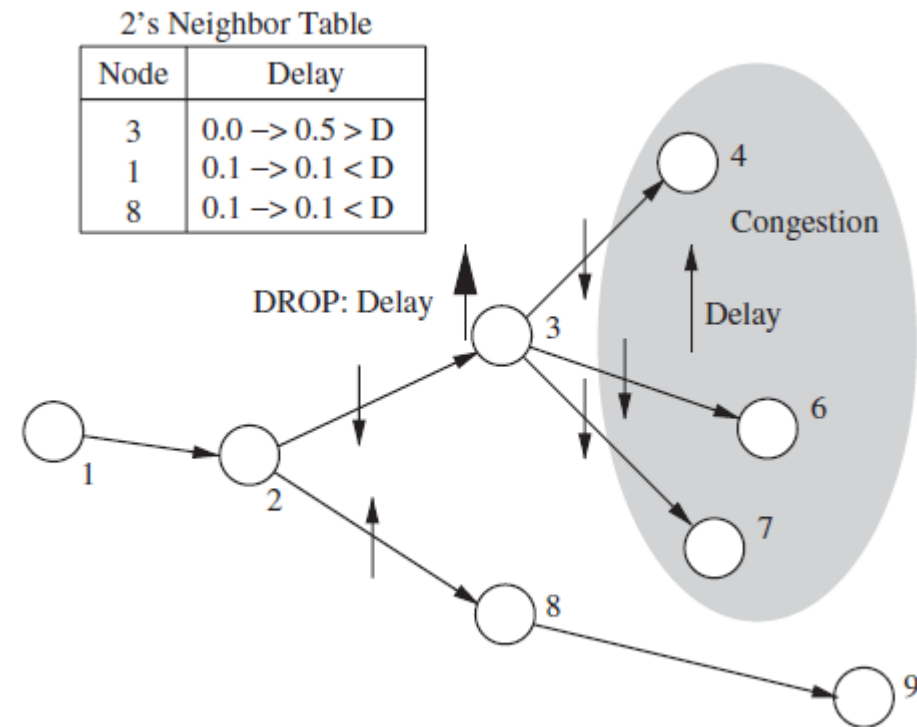 2's Neighbor Table
Node Delay
3 0.0 –> 0.5 > D
1 0.1 –> 0.1 < D
8 0.1 –> 0.1 < D
4
Congestion
DROP: Delay
3
Delay
6
1
2
7
8
9